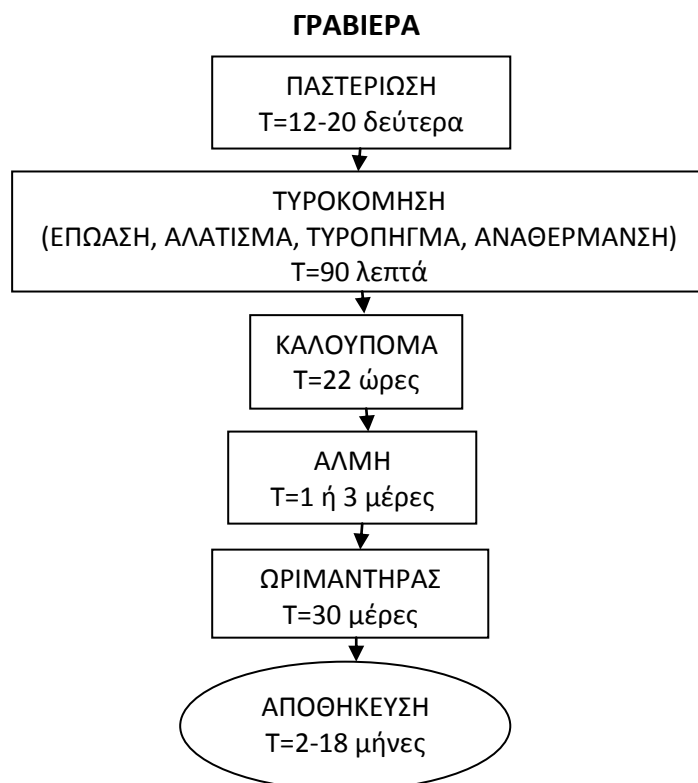 ΓΡΑΒΙΕΡΑ
ΠΑΣΤΕΡΙΩΣΗ
Τ=12-20 δεύτερα
ΤΥΡΟΚΟΜΗΣΗ
(ΕΠΩΑΣΗ, ΑΛΑΤΙΣΜΑ, ΤΥΡΟΠΗΓΜΑ, ΑΝΑΘΕΡΜΑΝΣΗ)
Τ=90 λεπτά
ΚΑΛΟΥΠΟΜΑ
Τ=22 ώρες
ΑΛΜΗ
Τ=1 ή 3 μέρες
ΩΡΙΜΑΝΤΗΡΑΣ
Τ=30 μέρες
ΑΠΟΘΗΚΕΥΣΗ
Τ=2-18 μήνες